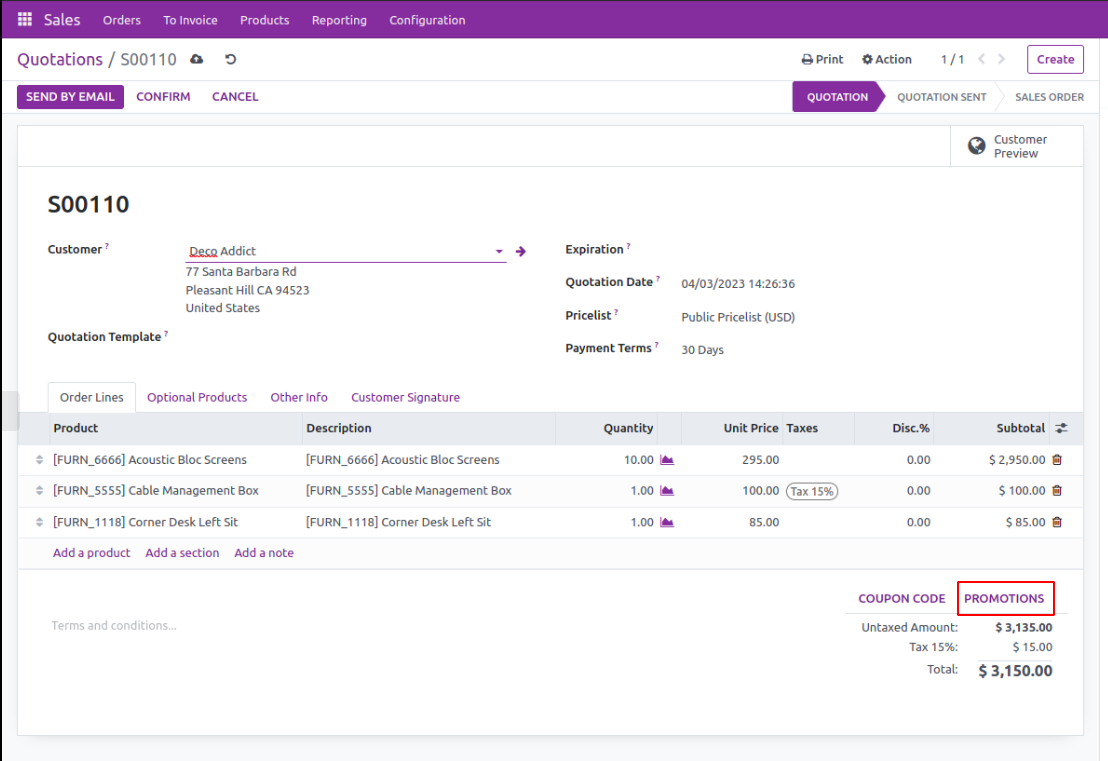 Sales Orders To Invoice Products Reporting Configuration
Quotations / S00110 Print Action 1 / 1 Create
SEND BY EMAIL CONFIRM CANCEL QUOTATION QUOTATION SENT SALES ORDER
Customer
Preview
S00110
Customer ? Deco Addict Expiration ?
77 Santa Barbara Rd
Pleasant Hill CA 94523
United States
Quotation Date ? 04/03/2023 14:26:36
Pricelist ? Public Pricelist (USD)
Quotation Template ?
Payment Terms ? 30 Days
Order Lines Optional Products Other Info Customer Signature
Product Description Quantity Unit Price Taxes Disc.% Subtotal
[FURN_6666] Acoustic Bloc Screens [FURN_6666] Acoustic Bloc Screens 10.00 295.00 0.00 $ 2,950.00
[FURN_5555] Cable Management Box [FURN_5555] Cable Management Box 1.00 100.00 Tax 15% 0.00 $ 100.00
[FURN_1118] Corner Desk Left Sit [FURN_1118] Corner Desk Left Sit 1.00 85.00 0.00 $ 85.00
Add a product Add a section Add a note
COUPON CODE PROMOTIONS
Terms and conditions...
Untaxed Amount: $ 3,135.00
Tax 15%: $ 15.00
Total: $ 3,150.00